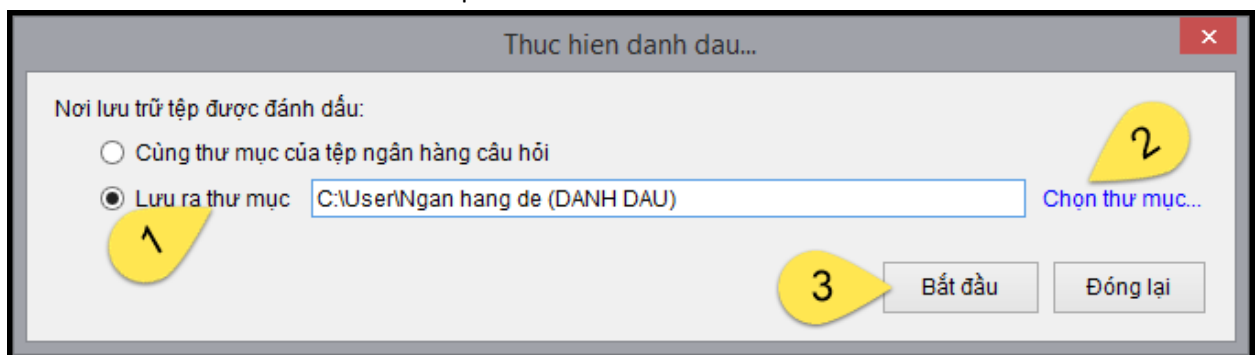 Thuc hien danh dau...
Nơi lưu trữ tệp được đánh dấu:
Cùng thư mục của tệp ngân hàng câu hỏi
2
Lưu ra thư mục C:\User\Ngan hang de (DANH DAU) Chọn thư mục...
1
3 Bắt đầu Đóng lại